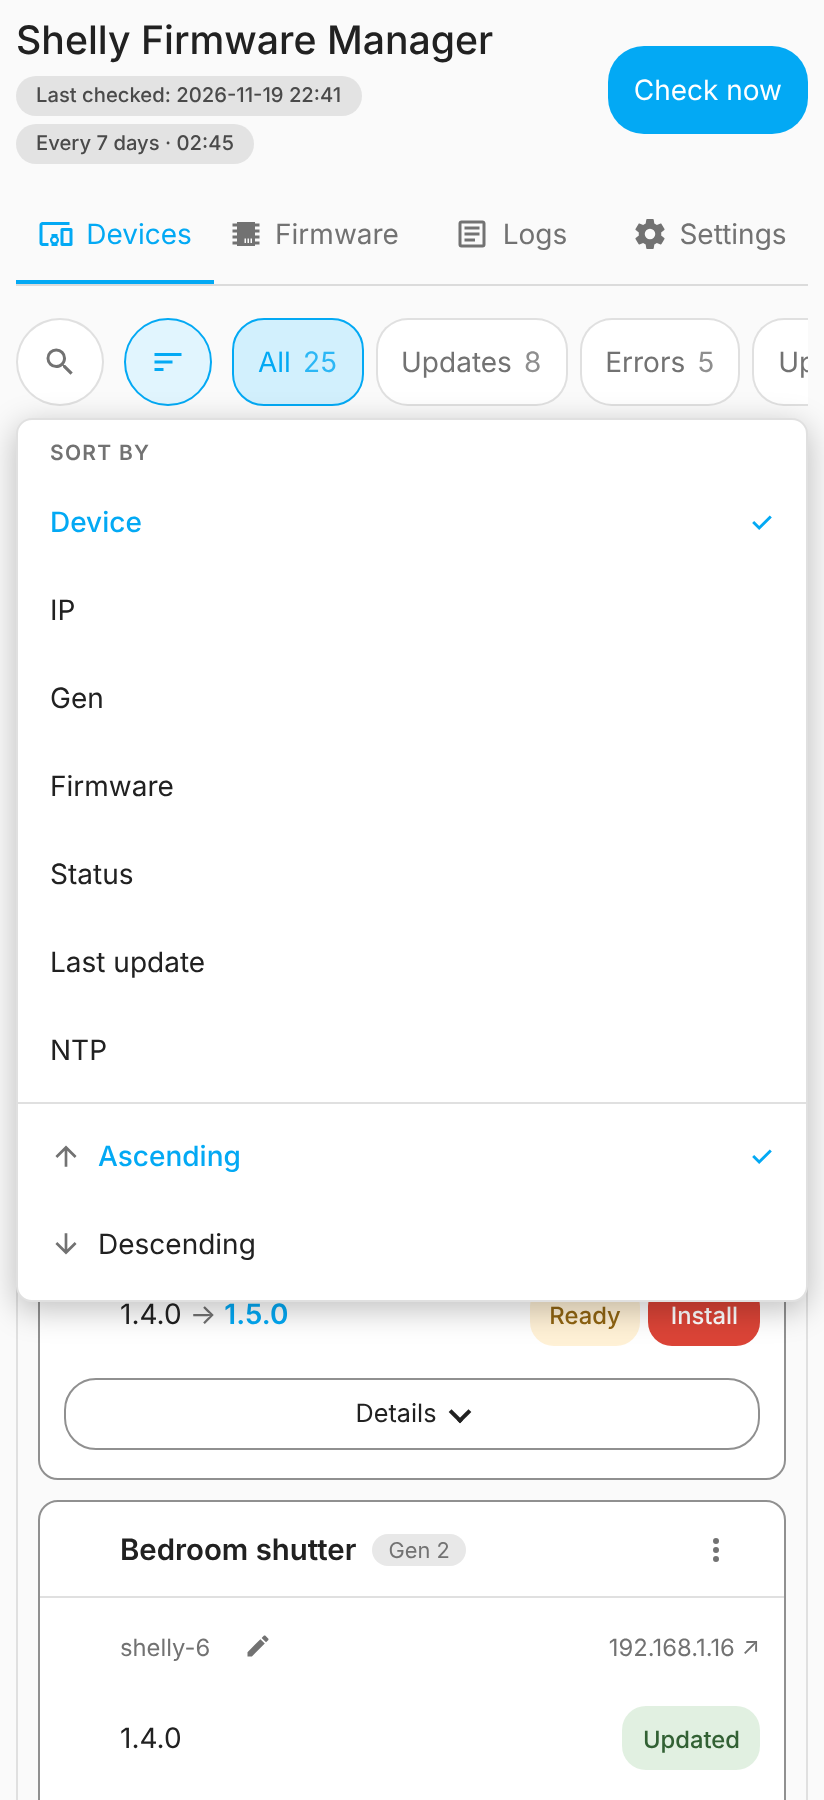 Shelly Firmware Manager
Last checked: 2026-11-19 22:41
Every 7 days · 02:45
Check now
Devices Firmware Logs Settings
All 25 Updates 8 Errors 5 Up
SORT BY
Device
IP
Gen
Firmware
Status
Last update
NTP
Ascending
Descending
1.4.0 → 1.5.0 Ready Install
Details
Bedroom shutter Gen 2
shelly-6 192.168.1.16
1.4.0 Updated